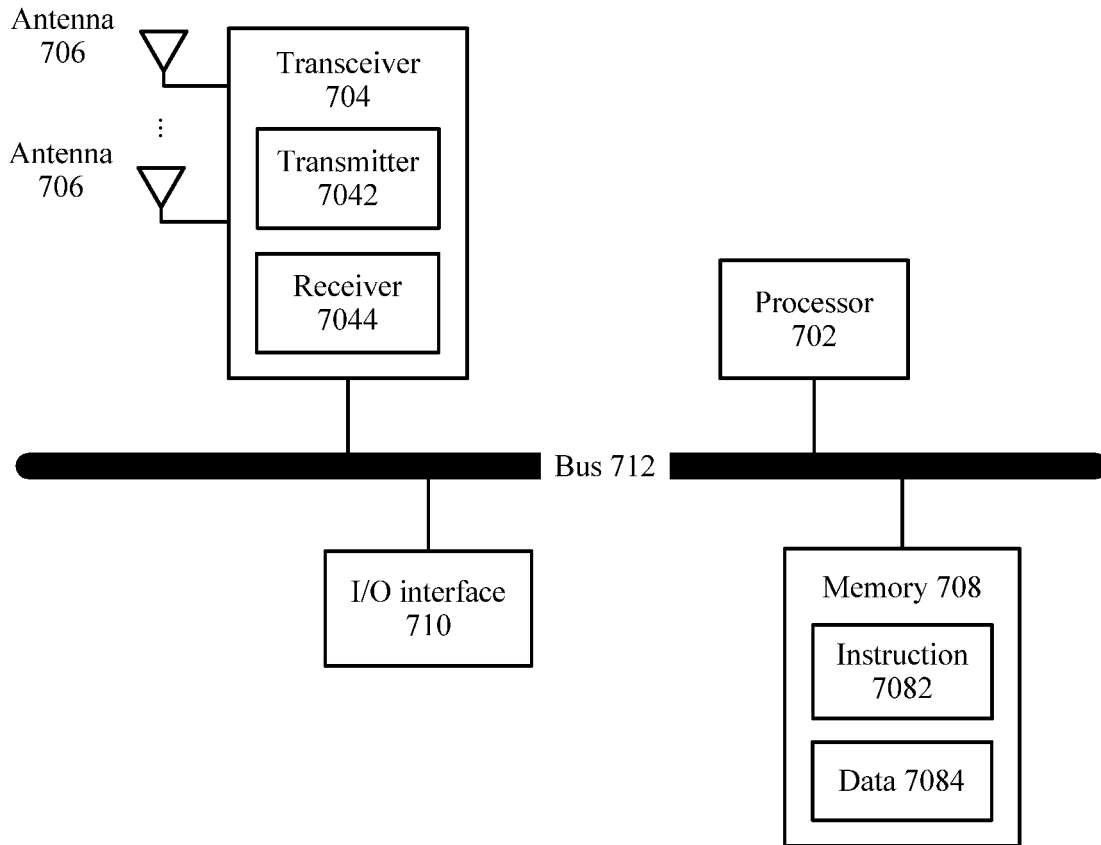 Antenna
706
⋮
Antenna
706
Transceiver
704
Transmitter
7042
Receiver
7044
Processor
702
Bus 712
I/O interface
710
Memory 708
Instruction
7082
Data 7084